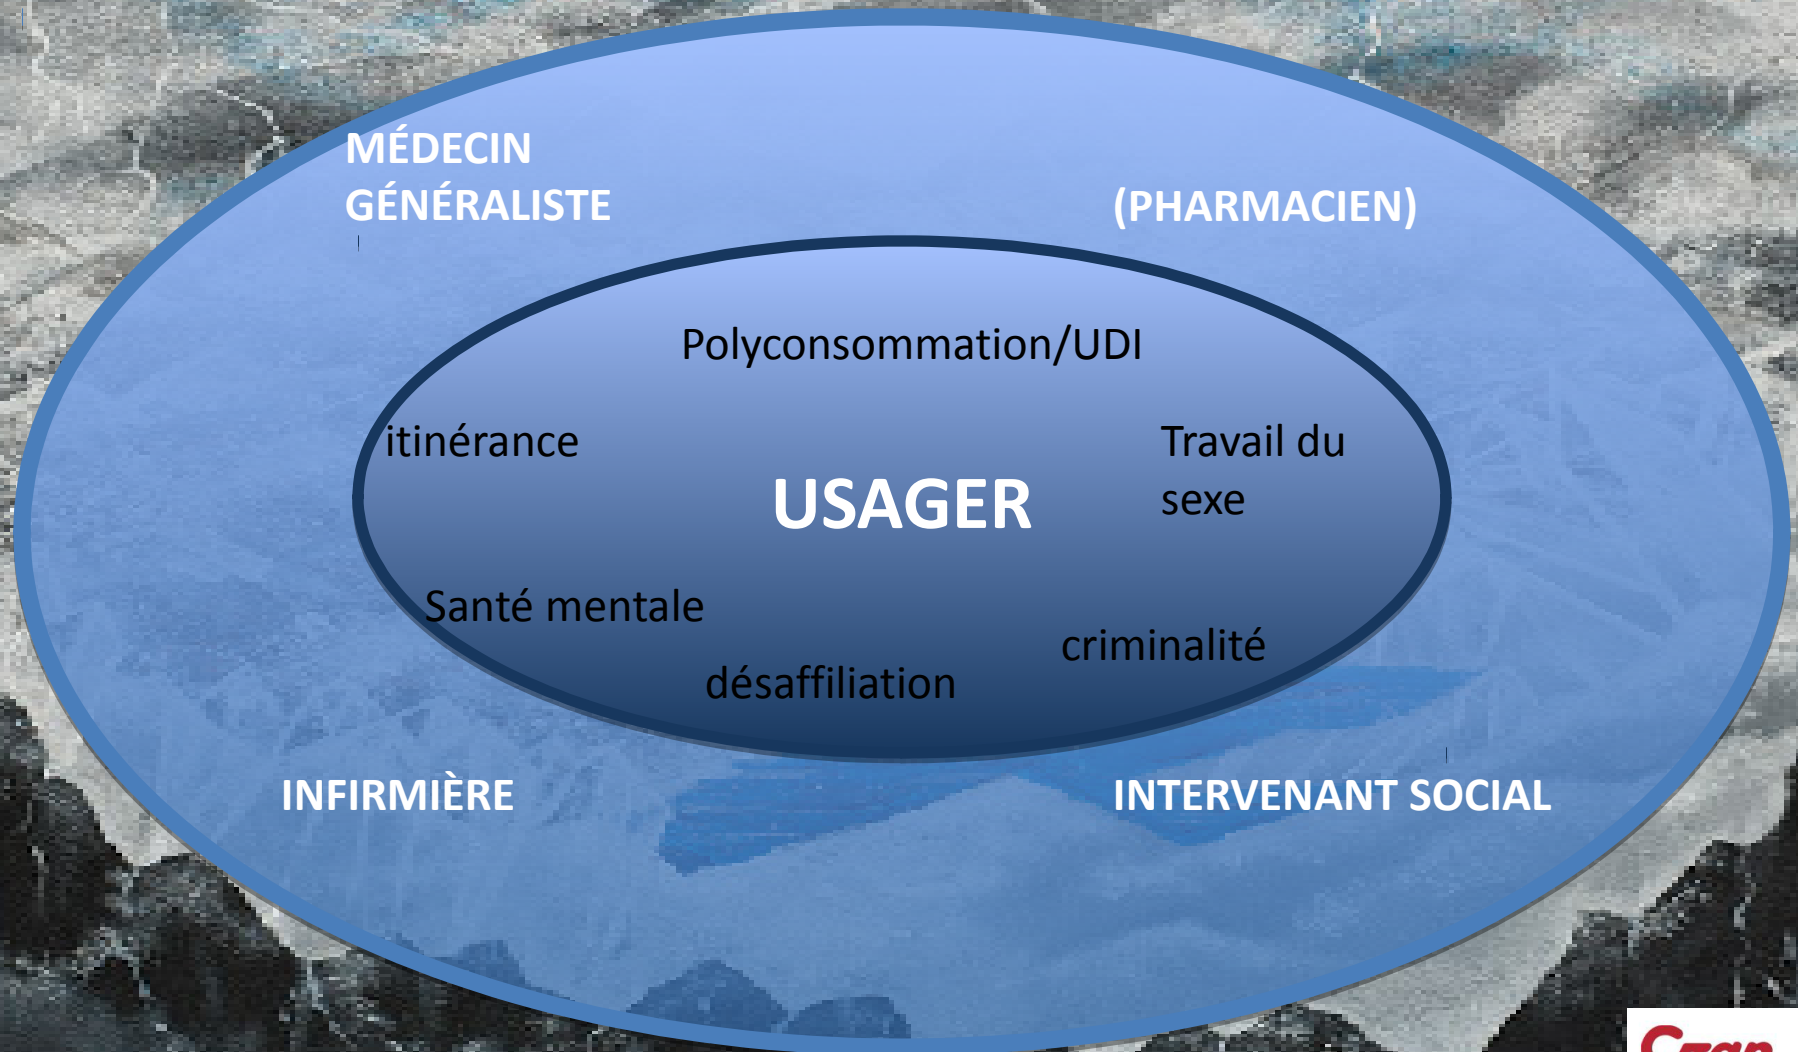 MÉDECIN
GÉNÉRALISTE
(PHARMACIEN)
Polyconsommation/UDI
itinérance
Travail du
sexe
USAGER
Santé mentale
criminalité
désaffiliation
INFIRMIÈRE
INTERVENANT SOCIAL